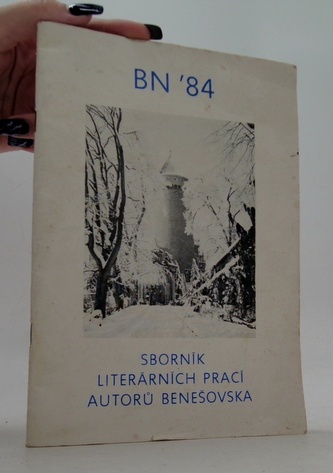 BN '84
SBORNÍK
LITERÁRNÍCH PRACÍ
AUTORŮ BENEŠOVSKA